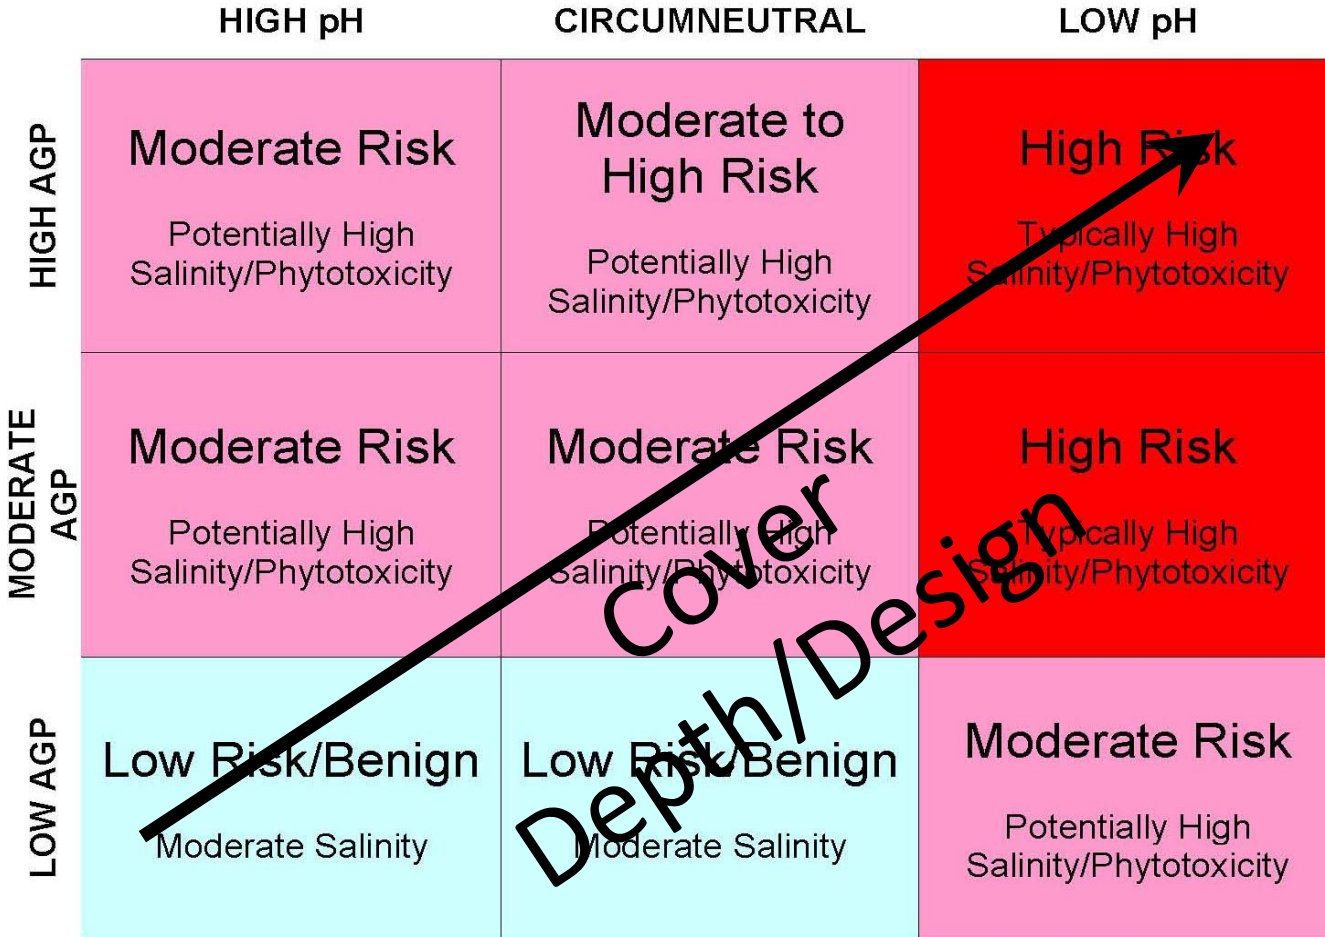 HIGH pH
CIRCUMNEUTRAL
LOW pH
HIGH AGP
Moderate Risk
Potentially High
Salinity/Phytotoxicity
Moderate to
High Risk
Potentially High
Salinity/Phytotoxicity
High Risk
Typically High
Salinity/Phytotoxicity
MODERATE
AGP
Moderate Risk
Potentially High
Salinity/Phytotoxicity
Moderate Risk
Potentially High
Salinity/Phytotoxicity
High Risk
Typically High
Salinity/Phytotoxicity
Cover
Depth/Design
LOW AGP
Low Risk/Benign
Moderate Salinity
Low Risk/Benign
Moderate Salinity
Moderate Risk
Potentially High
Salinity/Phytotoxicity